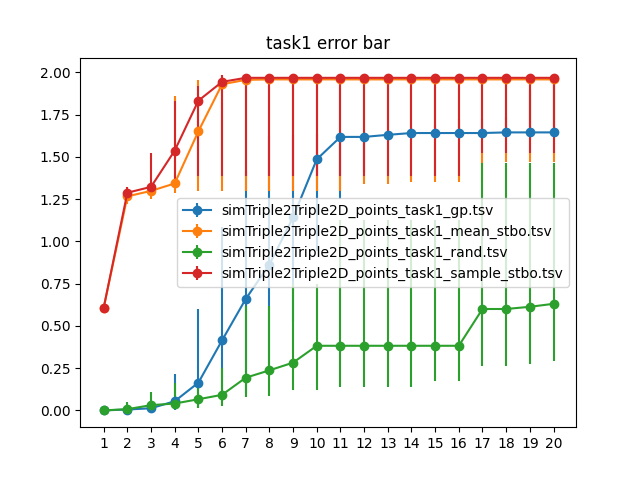 task1 error bar
2.00
1.75
1.50
1.25
1.00
0.75
0.50
0.25
0.00
simTriple2Triple2D_points_task1_gp.tsv
simTriple2Triple2D_points_task1_mean_stbo.tsv
simTriple2Triple2D_points_task1_rand.tsv
simTriple2Triple2D_points_task1_sample_stbo.tsv
1 2 3 4 5 6 7 8 9 10 11 12 13 14 15 16 17 18 19 20